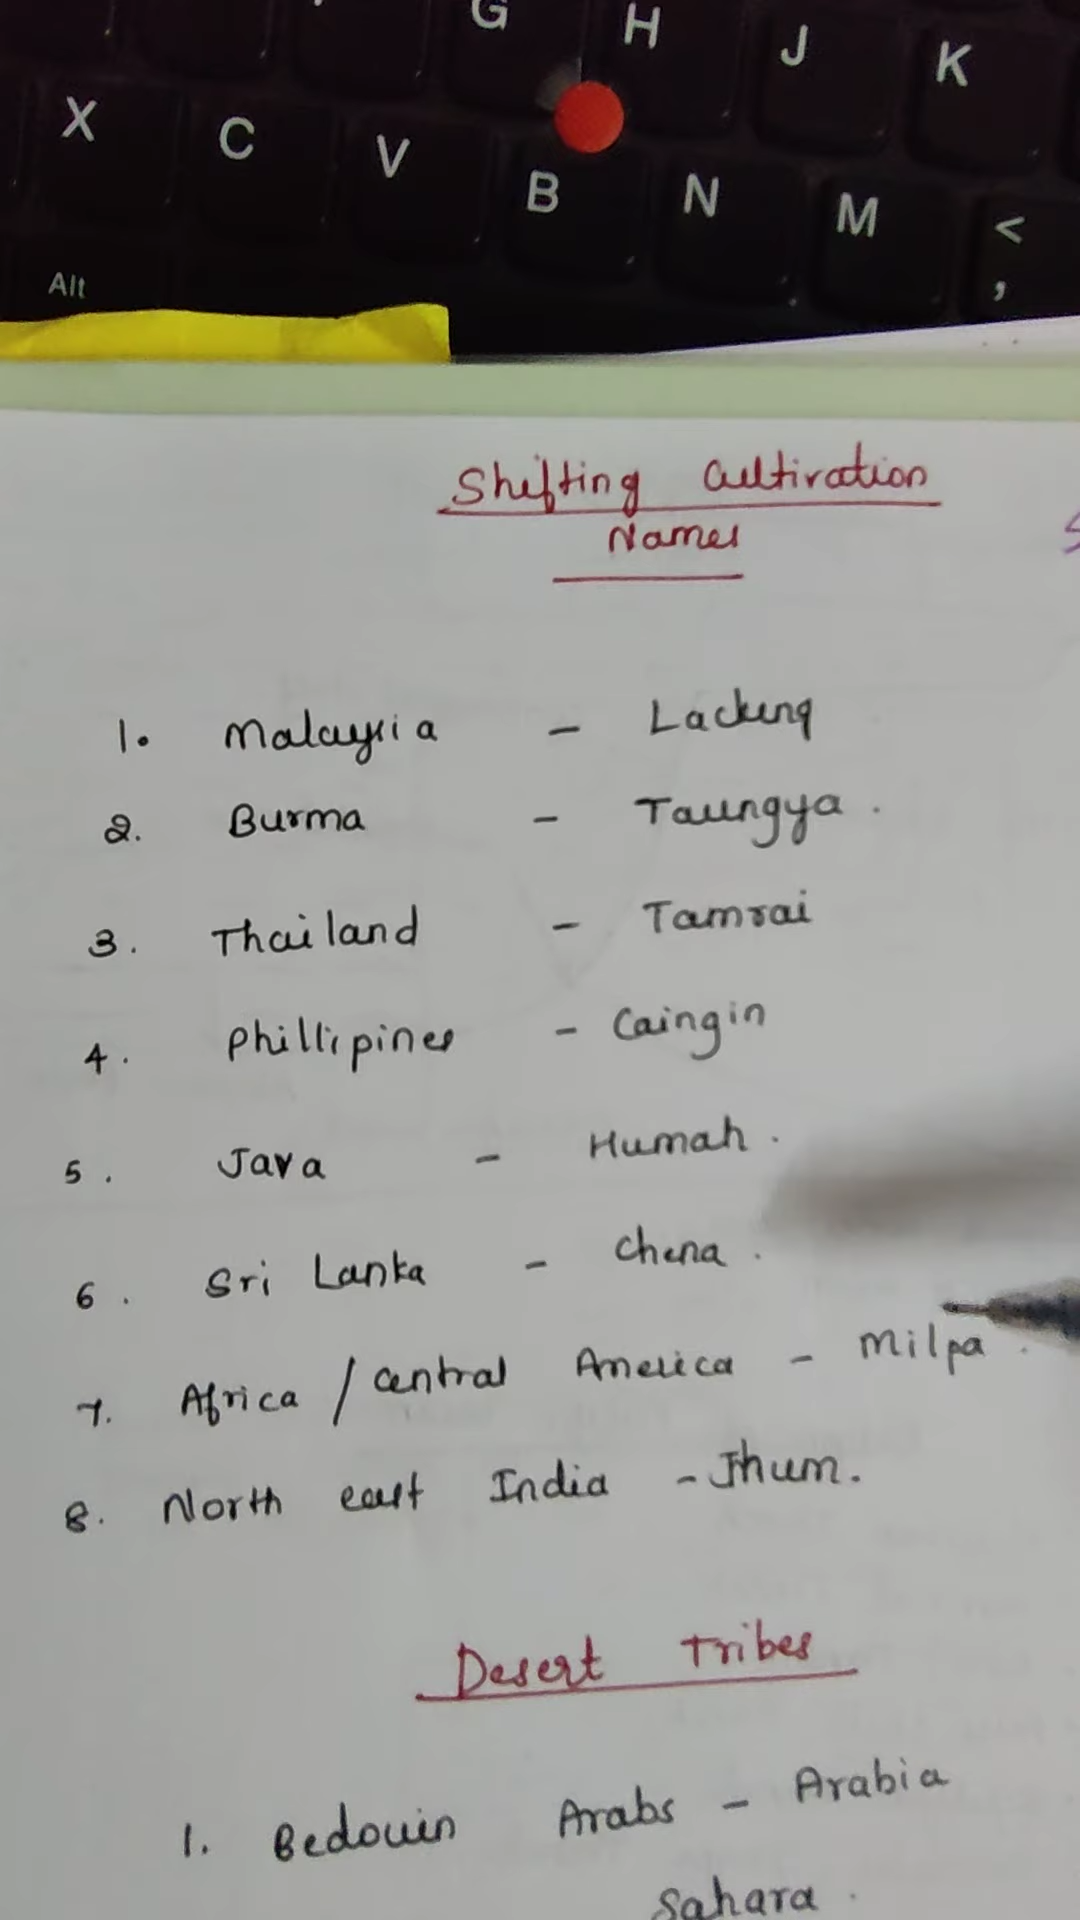 G H J K
X C V B N M <
Alt ,
Shifting Cultivation
Names
1. Malaysia - Lacking
2. Burma - Taungya.
3. Thailand - Tamrai
4. Phillipines - Caingin
5. Java - Humah.
6. Sri Lanka - Chena.
7. Africa / Central America - Milpa.
8. North east India - Jhum.
Desert Tribes
1. Bedouin Arabs - Arabia
Sahara.